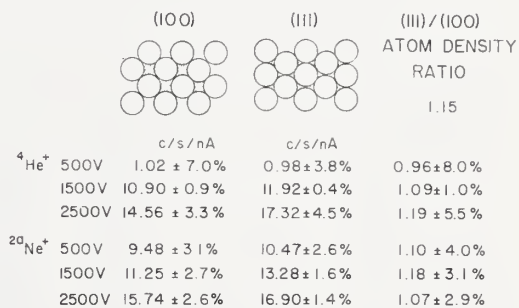 (100) (111) (111)/(100)
ATOM DENSITY
RATIO
1.15
c/s/nA c/s/nA
4He+ 500V 1.02 ± 7.0% 0.98±3.8% 0.96±8.0%
1500V 10.90 ± 0.9% 11.92±0.4% 1.09±1.0%
2500V 14.56 ± 3.3% 17.32±4.5% 1.19 ± 5.5%
20Ne+ 500V 9.48 ± 3.1% 10.47±2.6% 1.10 ± 4.0%
1500V 11.25 ± 2.7% 13.28±1.6% 1.18 ± 3.1%
2500V 15.74 ± 2.6% 16.90±1.4% 1.07±2.9%